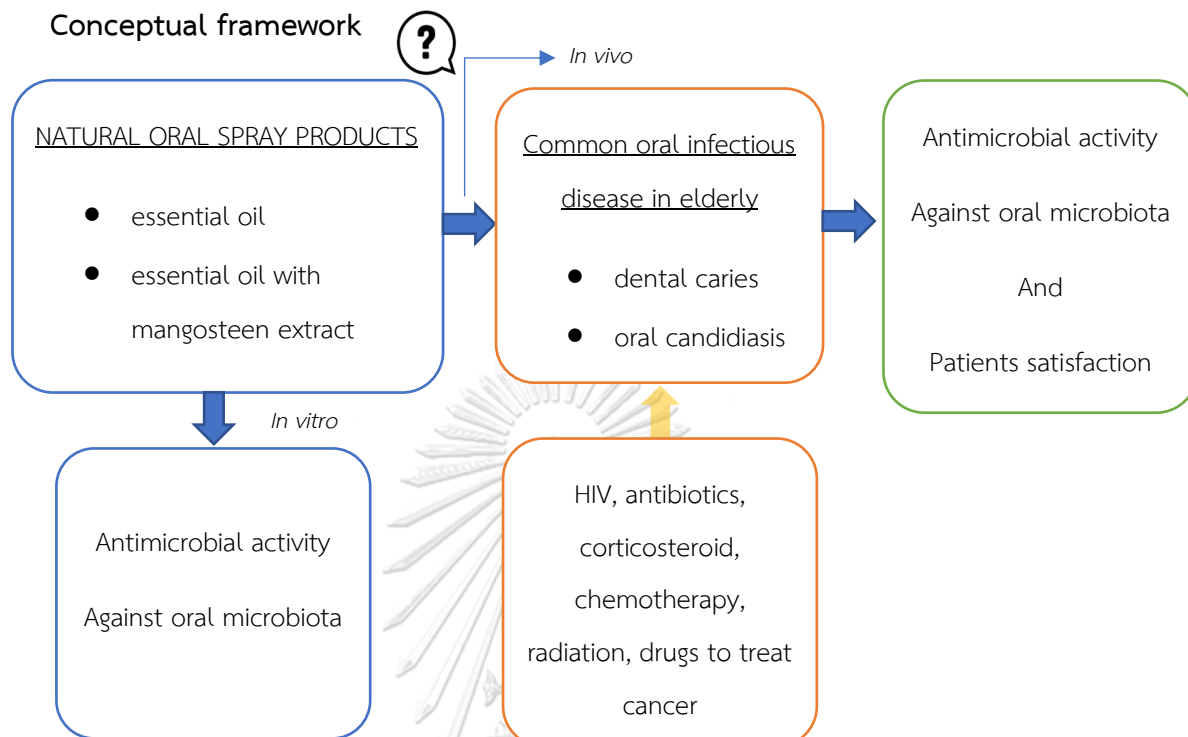 Conceptual framework
?
In vivo
NATURAL ORAL SPRAY PRODUCTS
● essential oil
● essential oil with
mangosteen extract
Common oral infectious
disease in elderly
● dental caries
● oral candidiasis
Antimicrobial activity
Against oral microbiota
And
Patients satisfaction
In vitro
Antimicrobial activity
Against oral microbiota
HIV, antibiotics,
corticosteroid,
chemotherapy,
radiation, drugs to treat
cancer